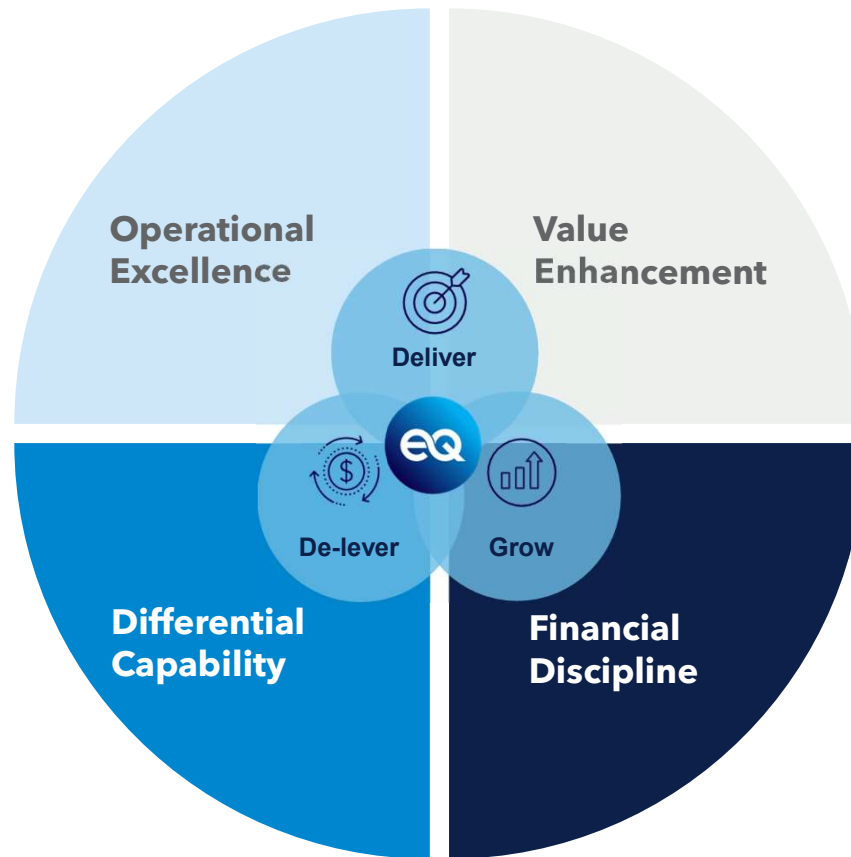 Operational
Excellence
Value
Enhancement
Deliver
eQ
$
De-lever
Grow
Differential
Capability
Financial
Discipline